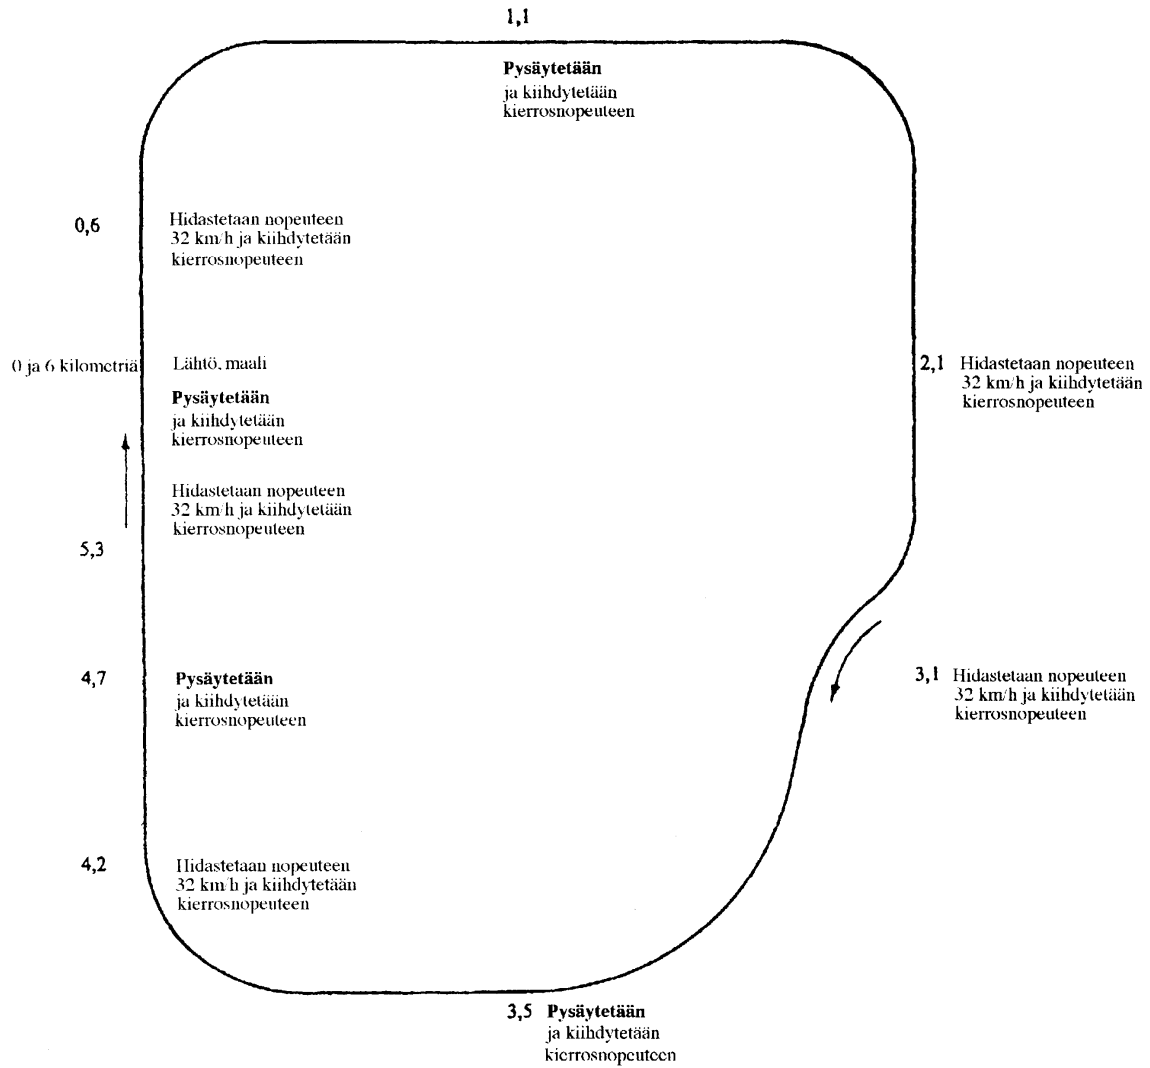 1,1
Pysäytetään
ja kiihdytetään
kierrosnopeuteen
0,6
Hidastetaan nopeuteen
32 km/h ja kiihdytetään
kierrosnopeuteen
0 ja 6 kilometriä
Lähtö, maali
Pysäytetään
ja kiihdytetään
kierrosnopeuteen
2,1 Hidastetaan nopeuteen
32 km/h ja kiihdytetään
kierrosnopeuteen
Hidastetaan nopeuteen
32 km/h ja kiihdytetään
kierrosnopeuteen
5,3
4,7
Pysäytetään
ja kiihdytetään
kierrosnopeuteen
3,1 Hidastetaan nopeuteen
32 km/h ja kiihdytetään
kierrosnopeuteen
4,2
Hidastetaan nopeuteen
32 km/h ja kiihdytetään
kierrosnopeuteen
3,5 Pysäytetään
ja kiihdytetään
kierrosnopeuteen